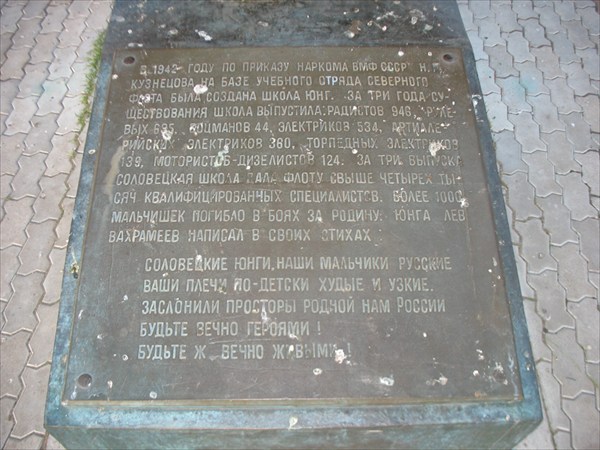 В 1942 ГОДУ ПО ПРИКАЗУ НАРКОМА ВМФ СССР Н.Г.
КУЗНЕЦОВА НА БАЗЕ УЧЕБНОГО ОТРЯДА СЕВЕРНОГО
ФЛОТА БЫЛА СОЗДАНА ШКОЛА ЮНГ. ЗА ТРИ ГОДА СУ-
ЩЕСТВОВАНИЯ ШКОЛА ВЫПУСТИЛА: РАДИСТОВ 946, РУЛЕ-
ВЫХ 635, БОЦМАНОВ 44, ЭЛЕКТРИКОВ 534, АРТИЛЛЕ-
РИЙСКИХ ЭЛЕКТРИКОВ 380, ТОРПЕДНЫХ ЭЛЕКТРИКОВ
139, МОТОРИСТОВ-ДИЗЕЛИСТОВ 124. ЗА ТРИ ВЫПУСКА
СОЛОВЕЦКАЯ ШКОЛА ДАЛА ФЛОТУ СВЫШЕ ЧЕТЫРЕХ ТЫ-
СЯЧ КВАЛИФИЦИРОВАННЫХ СПЕЦИАЛИСТОВ. БОЛЕЕ 1000
МАЛЬЧИШЕК ПОГИБЛО В БОЯХ ЗА РОДИНУ. ЮНГА ЛЕВ
ВАХРАМЕЕВ НАПИСАЛ В СВОИХ СТИХАХ:
СОЛОВЕЦКИЕ ЮНГИ, НАШИ МАЛЬЧИКИ РУССКИЕ
ВАШИ ПЛЕЧИ ПО-ДЕТСКИ ХУДЫЕ И УЗКИЕ.
ЗАСЛОНИЛИ ПРОСТОРЫ РОДНОЙ НАМ РОССИИ
БУДЬТЕ ВЕЧНО ГЕРОЯМИ!
БУДЬТЕ Ж ВЕЧНО ЖИВЫМИ!